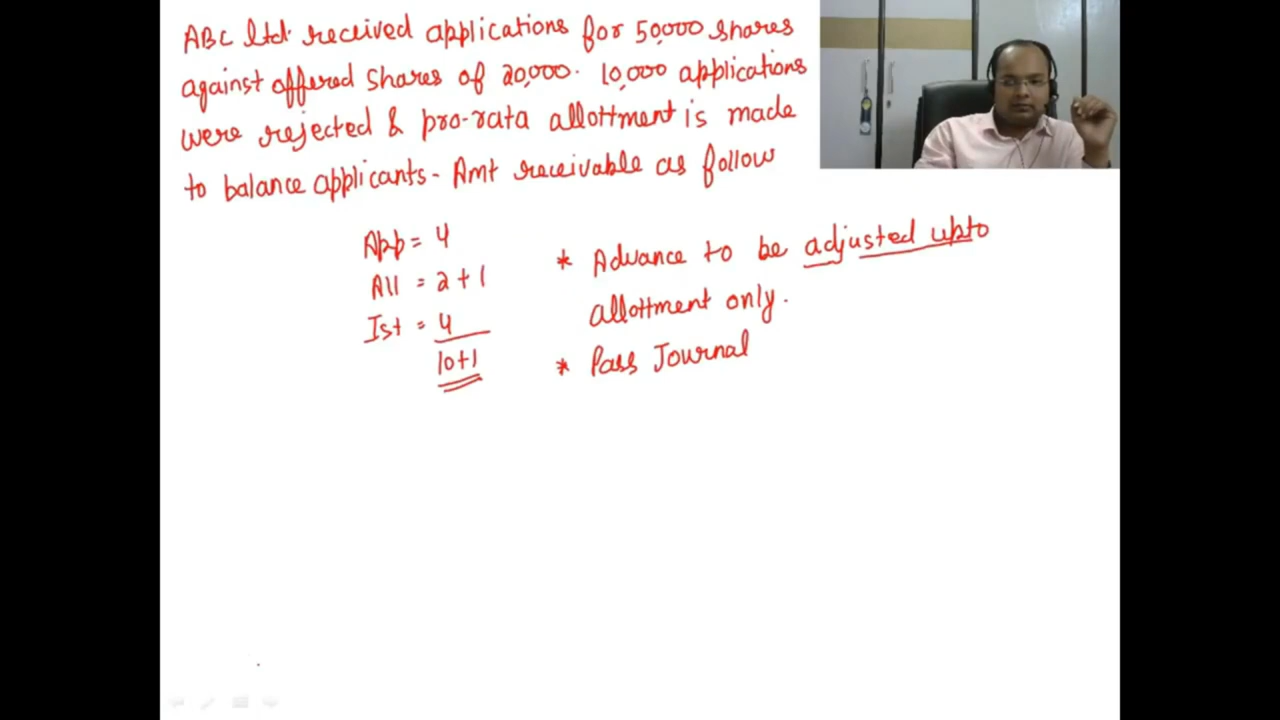 ABC Ltd. received applications for 50,000 shares
against offered shares of 20,000. 10,000 applications
were rejected & pro-rata allottment is made
to balance applicants - Amt receivable as follow
App = 4
All = 2 + 1
Ist = 4
10+1
* Advance to be adjusted upto
allottment only.
* Pass Journal